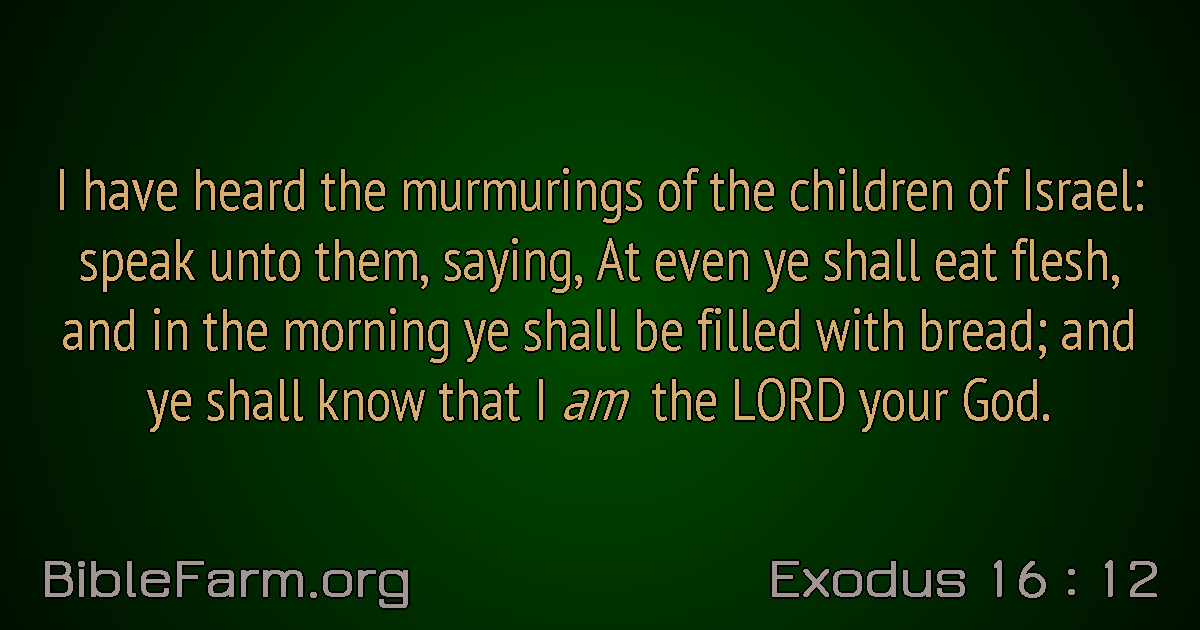 I have heard the murmurings of the children of Israel:
speak unto them, saying, At even ye shall eat flesh,
and in the morning ye shall be filled with bread; and
ye shall know that I am the LORD your God.
BibleFarm.org
Exodus 16 : 12